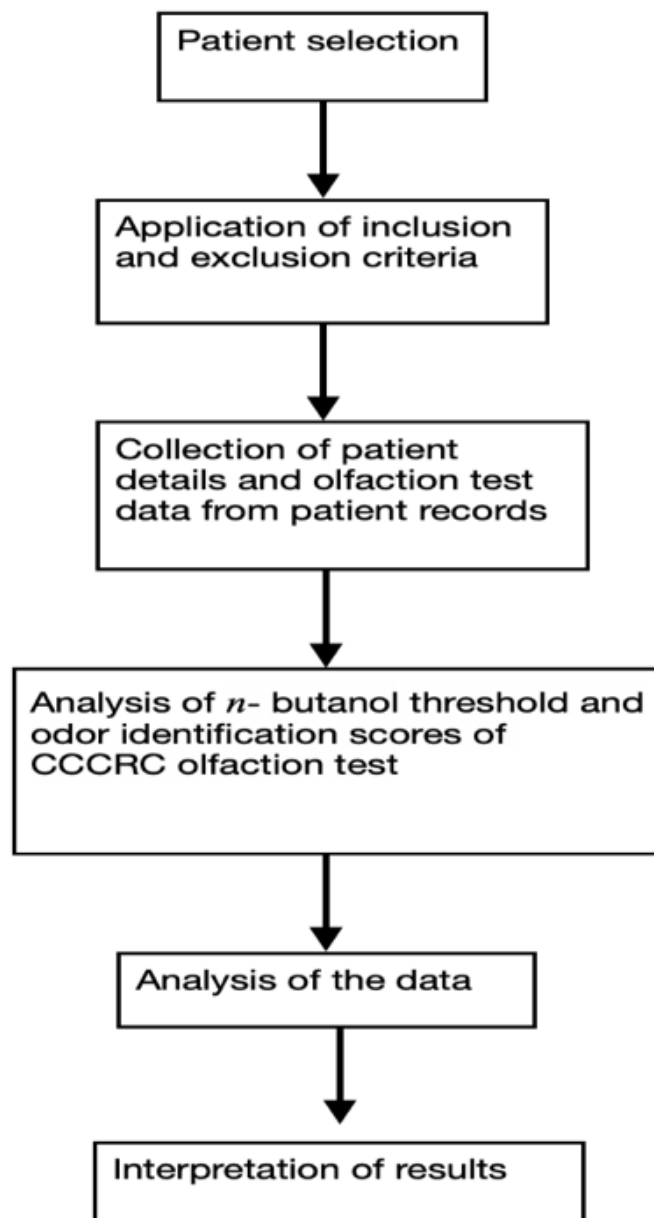 Patient selection
Application of inclusion
and exclusion criteria
Collection of patient
details and olfaction test
data from patient records
Analysis of n- butanol threshold and
odor identification scores of
CCCRC olfaction test
Analysis of the data
Interpretation of results